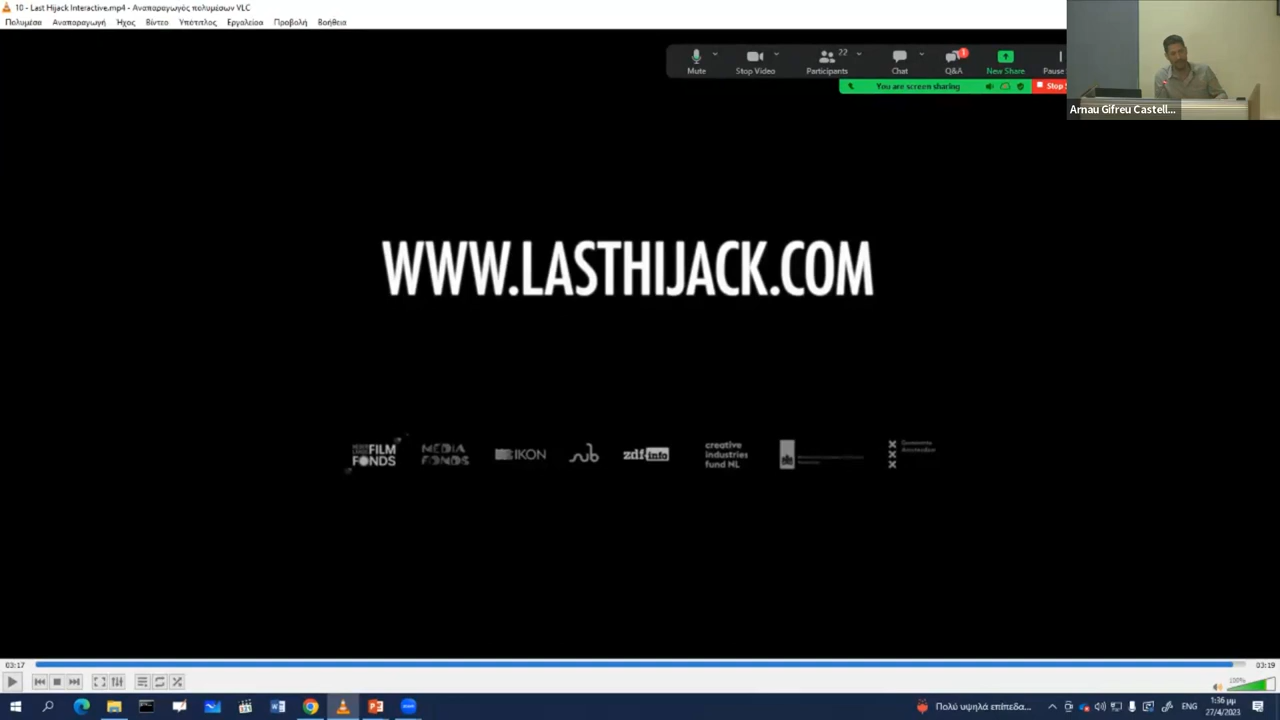 10 - Last Hijack Interactive.mp4 - Αναπαραγωγός πολυμέσων VLC
Πολυμέσα Αναπαραγωγή Ήχος Βίντεο Υπότιτλος Εργαλεία Προβολή Βοήθεια
22 1
Mute Stop Video Participants Chat Q&A New Share Pause
You are screen sharing Stop
Arnau Gifreu Castell...
WWW.LASTHIJACK.COM
FILM
FONDS
MEDIA
FONDS
IKON
zdf info
creative
industries
fund NL
03:17 03:19
100%
Πολύ υψηλά επίπεδα... ENG
1:36 μμ
27/4/2023